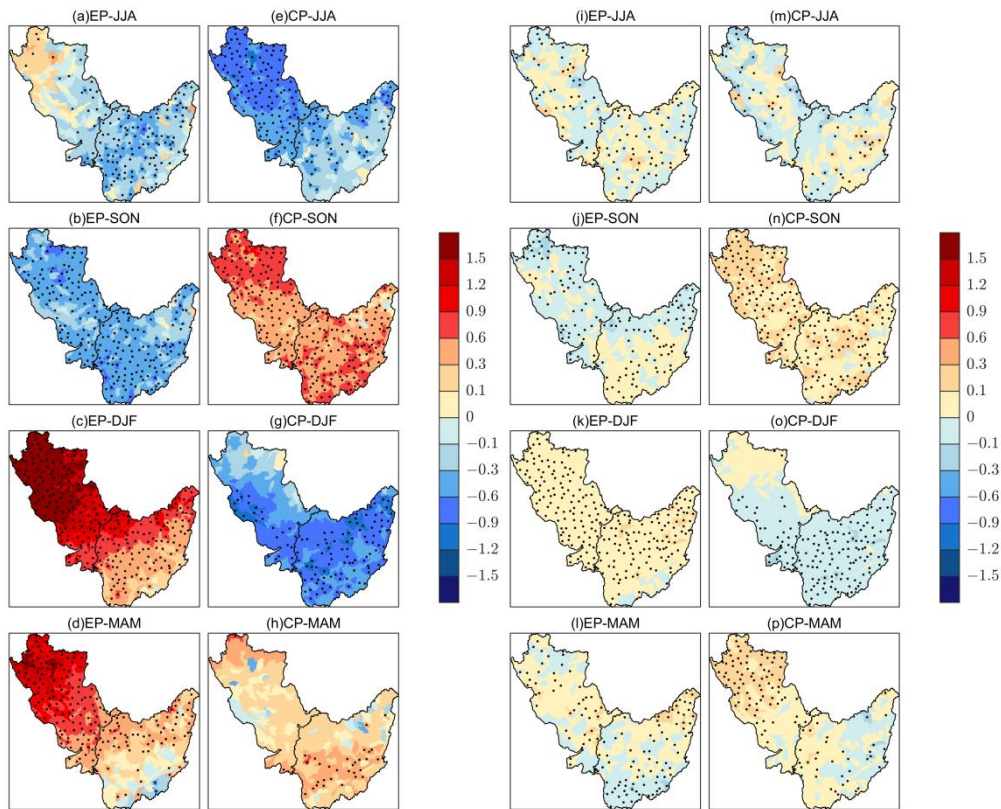 (a)EP-JJA
(e)CP-JJA
(i)EP-JJA
(m)CP-JJA
(b)EP-SON
(f)CP-SON
(j)EP-SON
(n)CP-SON
(c)EP-DJF
(g)CP-DJF
(k)EP-DJF
(o)CP-DJF
(d)EP-MAM
(h)CP-MAM
(l)EP-MAM
(p)CP-MAM
1.5
1.2
0.9
0.6
0.3
0.1
0
−0.1
−0.3
−0.6
−0.9
−1.2
−1.5
1.5
1.2
0.9
0.6
0.3
0.1
0
−0.1
−0.3
−0.6
−0.9
−1.2
−1.5